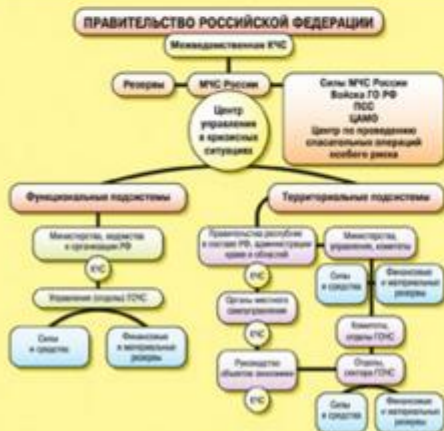 ПРАВИТЕЛЬСТВО РОССИЙСКОЙ ФЕДЕРАЦИИ
Межведомственная КЧС
Резервы
МЧС России
Силы МЧС России
Войска ГО РФ
ПСС
ЦАМО
Центр по проведению
спасательных операций
особого риска
Центр
управления
в кризисных
ситуациях
Функциональные подсистемы
Территориальные подсистемы
Министерства, ведомства
и организации РФ
КЧС
Управления (отделы) ГОЧС
Силы
и средства
Финансовые
и материальные
резервы
Правительства республик
в составе РФ, администрации
краев и областей
КЧС
Органы местного
самоуправления
КЧС
Руководство
объектов экономики
КЧС
Министерства,
управления, комитеты
Силы
и средства
Финансовые
и материальные
резервы
Комитеты,
отделы ГОЧС
Отделы,
сектора ГОЧС
Силы
и средства
Финансовые
и материальные
резервы